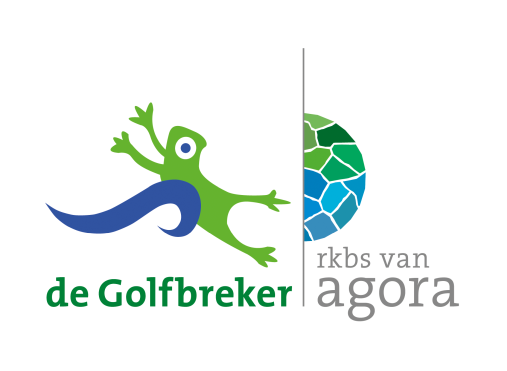 de Golfbreker
rkbs van
agora